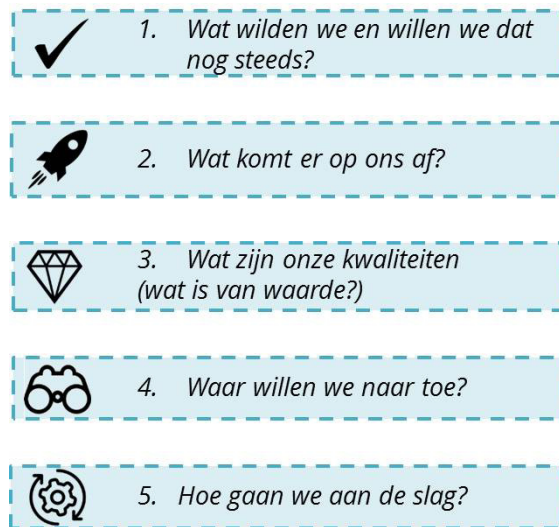 1. Wat wilden we en willen we dat
nog steeds?
2. Wat komt er op ons af?
3. Wat zijn onze kwaliteiten
(wat is van waarde?)
4. Waar willen we naar toe?
5. Hoe gaan we aan de slag?